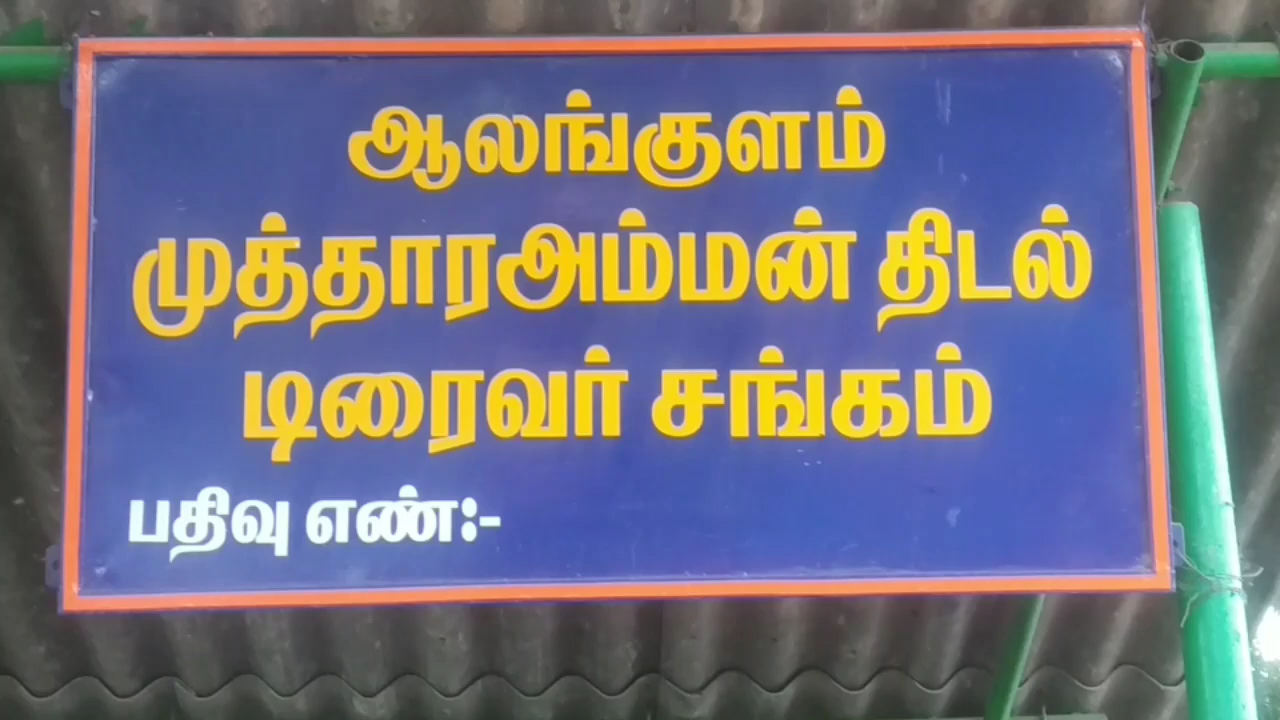 ஆலங்குளம்
முத்தாரஅம்மன் திடல்
டிரைவர் சங்கம்
பதிவு எண்:-